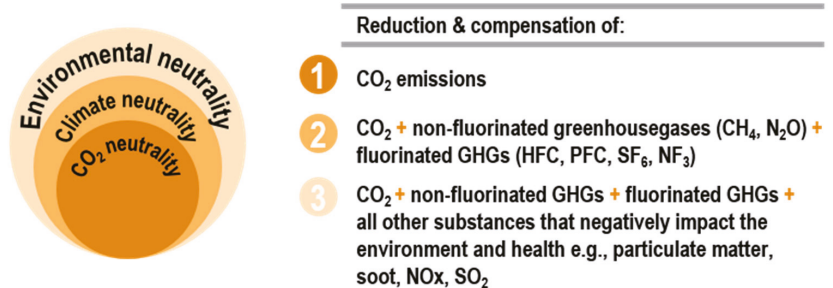 Environmental neutrality
Climate neutrality
CO₂ neutrality
Reduction & compensation of:
1 CO₂ emissions
2 CO₂ + non-fluorinated greenhousegases (CH₄, N₂O) +
fluorinated GHGs (HFC, PFC, SF₆, NF₃)
3 CO₂ + non-fluorinated GHGs + fluorinated GHGs +
all other substances that negatively impact the
environment and health e.g., particulate matter,
soot, NOx, SO₂